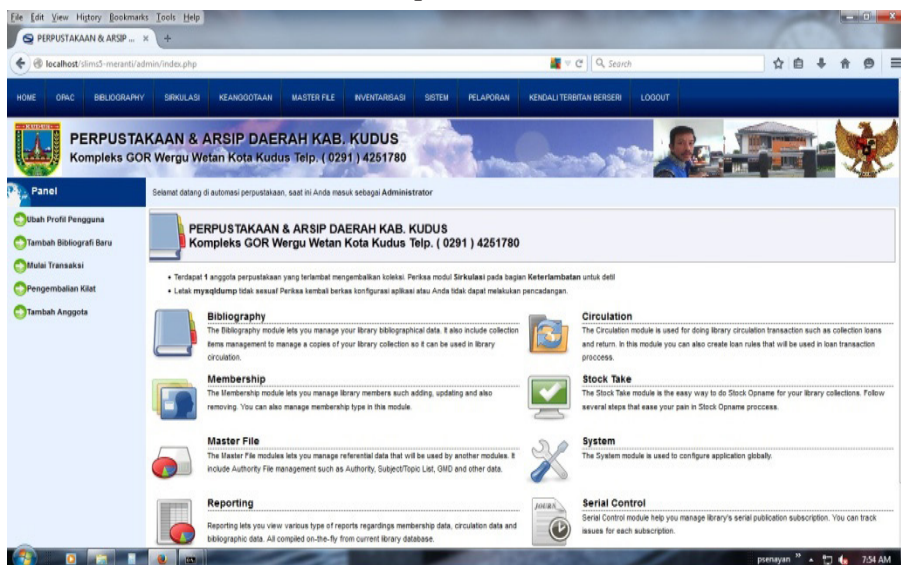 File Edit View History Bookmarks Tools Help
PERPUSTAKAAN & ARSIP ... × +
localhost/slims5-meranti/admin/index.php
Search
HOME OPAC BIBLIOGRAPHY SIRKULASI KEANGGOTAAN MASTER FILE INVENTARISASI SISTEM PELAPORAN KENDALI TERBITAN BERSERI LOGOUT
PERPUSTAKAAN & ARSIP DAERAH KAB. KUDUS
Kompleks GOR Wergu Wetan Kota Kudus Telp. ( 0291 ) 4251780
Panel
Selamat datang di automasi perpustakaan, saat ini Anda masuk sebagai Administrator
Ubah Profil Pengguna
Tambah Bibliografi Baru
Mulai Transaksi
Pengembalian Kilat
Tambah Anggota
PERPUSTAKAAN & ARSIP DAERAH KAB. KUDUS
Kompleks GOR Wergu Wetan Kota Kudus Telp. ( 0291 ) 4251780
• Terdapat 1 anggota perpustakaan yang terlambat mengembalikan koleksi. Periksa modul Sirkulasi pada bagian Keterlambatan untuk detil
• Letak mysqldump tidak sesuai! Periksa kembali berkas konfigurasi aplikasi atau Anda tidak dapat melakukan pencadangan.
Bibliography
The Bibliography module lets you manage your library bibliographical data. It also include collection
items management to manage a copies of your library collection so it can be used in library
circulation.
Circulation
The Circulation module is used for doing library circulation transaction such as collection loans
and return. In this module you can also create loan rules that will be used in loan transaction
proccess.
Membership
The Membership module lets you manage library members such adding, updating and also
removing. You can also manage membership type in this module.
Stock Take
The Stock Take module is the easy way to do Stock Opname for your library collections. Follow
several steps that ease your pain in Stock Opname proccess.
Master File
The Master File modules lets you manage referential data that will be used by another modules. It
include Authority File management such as Authority, Subject/Topic List, GMD and other data.
System
The System module is used to configure application globally.
Reporting
Reporting lets you view various type of reports regardings membership data, circulation data and
bibliographic data. All compiled on-the-fly from current library database.
Serial Control
Serial Control module help you manage library's serial publication subscription. You can track
issues for each subscription.
psenayan » 7:54 AM